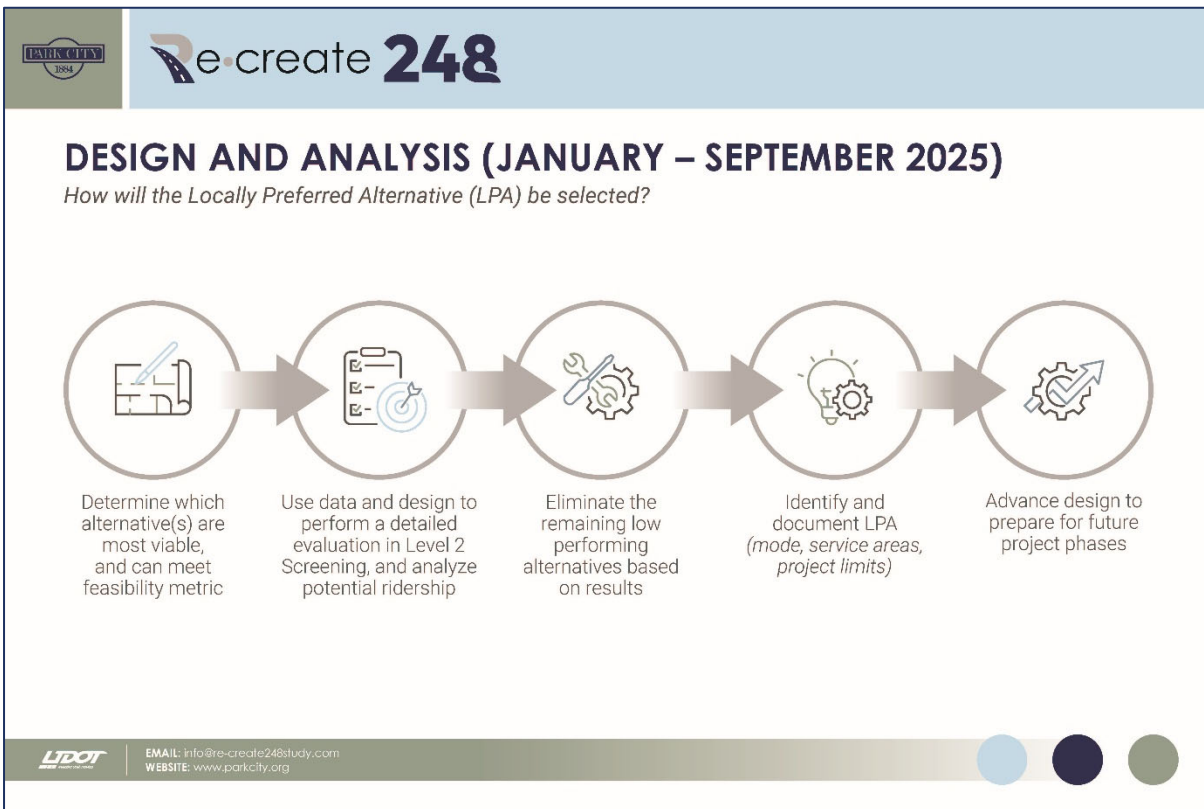 PARK CITY
1884
Re•create 248
DESIGN AND ANALYSIS (JANUARY – SEPTEMBER 2025)
How will the Locally Preferred Alternative (LPA) be selected?
Determine which
alternative(s) are
most viable,
and can meet
feasibility metric
Use data and design to
perform a detailed
evaluation in Level 2
Screening, and analyze
potential ridership
Eliminate the
remaining low
performing
alternatives based
on results
Identify and
document LPA
(mode, service areas,
project limits)
Advance design to
prepare for future
project phases
UDOT
EMAIL: info@re-create248study.com
WEBSITE: www.parkcity.org